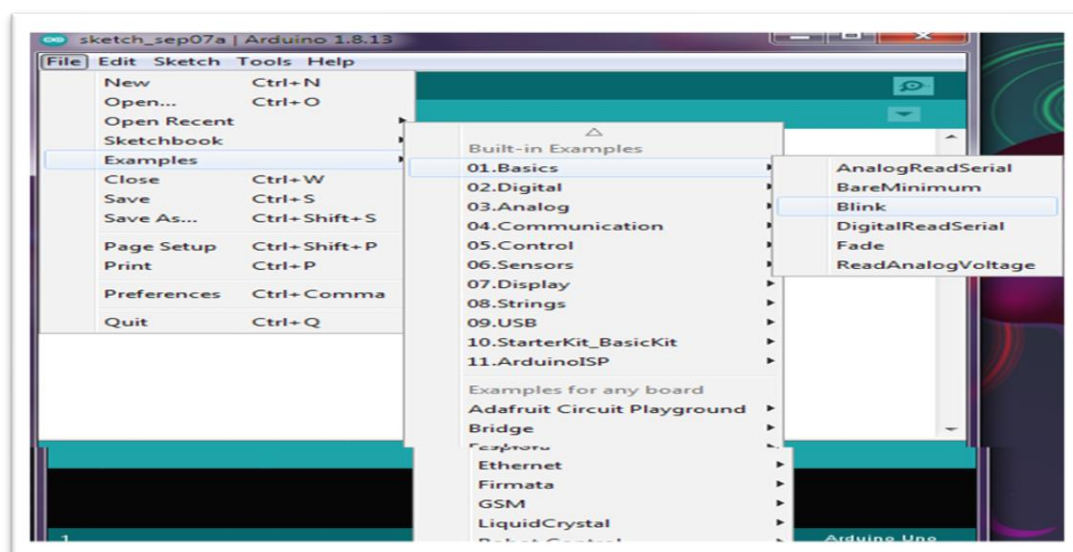 sketch_sep07a | Arduino 1.8.13
File Edit Sketch Tools Help
New Ctrl+N
Open... Ctrl+O
Open Recent
Sketchbook
Examples
Close Ctrl+W
Save Ctrl+S
Save As... Ctrl+Shift+S
Page Setup Ctrl+Shift+P
Print Ctrl+P
Preferences Ctrl+Comma
Quit Ctrl+Q
Built-in Examples
01.Basics
02.Digital
03.Analog
04.Communication
05.Control
06.Sensors
07.Display
08.Strings
09.USB
10.StarterKit_BasicKit
11.ArduinoISP
Examples for any board
Adafruit Circuit Playground
Bridge
Ethernet
Firmata
GSM
LiquidCrystal
AnalogReadSerial
BareMinimum
Blink
DigitalReadSerial
Fade
ReadAnalogVoltage
1
Arduino Uno